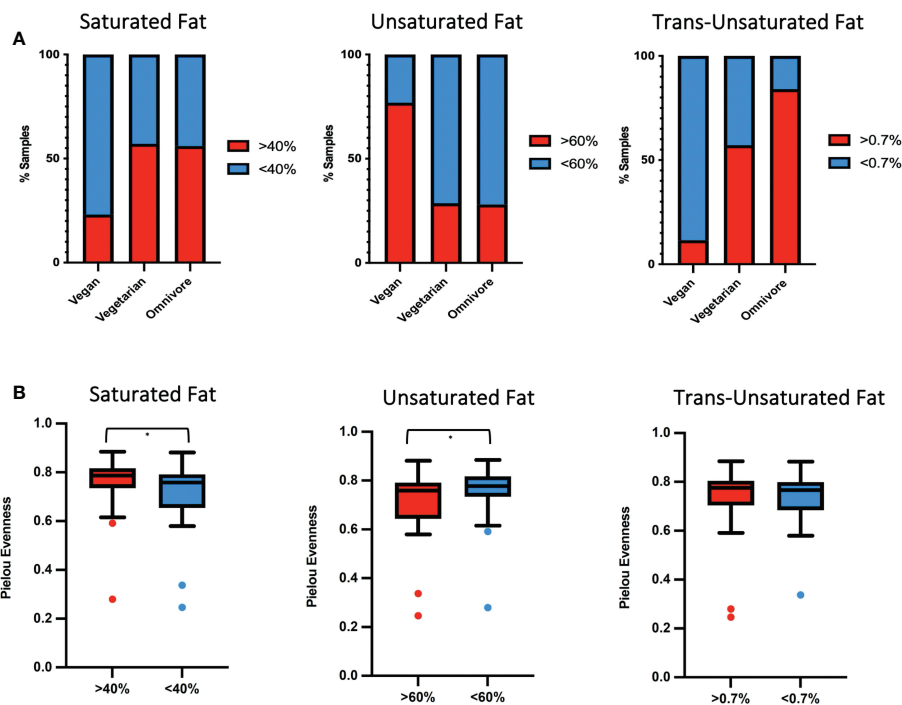 A
Saturated Fat
100
50
0
% Samples
Vegan
Vegetarian
Omnivore
>40%
<40%
Unsaturated Fat
100
50
0
% Samples
Vegan
Vegetarian
Omnivore
>60%
<60%
Trans-Unsaturated Fat
100
50
0
% Samples
Vegan
Vegetarian
Omnivore
>0.7%
<0.7%
B
Saturated Fat
1.0
0.8
0.6
0.4
0.2
0.0
Pielou Evenness
*
>40%
<40%
Unsaturated Fat
1.0
0.8
0.6
0.4
0.2
0.0
Pielou Evenness
*
>60%
<60%
Trans-Unsaturated Fat
1.0
0.8
0.6
0.4
0.2
0.0
Pielou Evenness
>0.7%
<0.7%